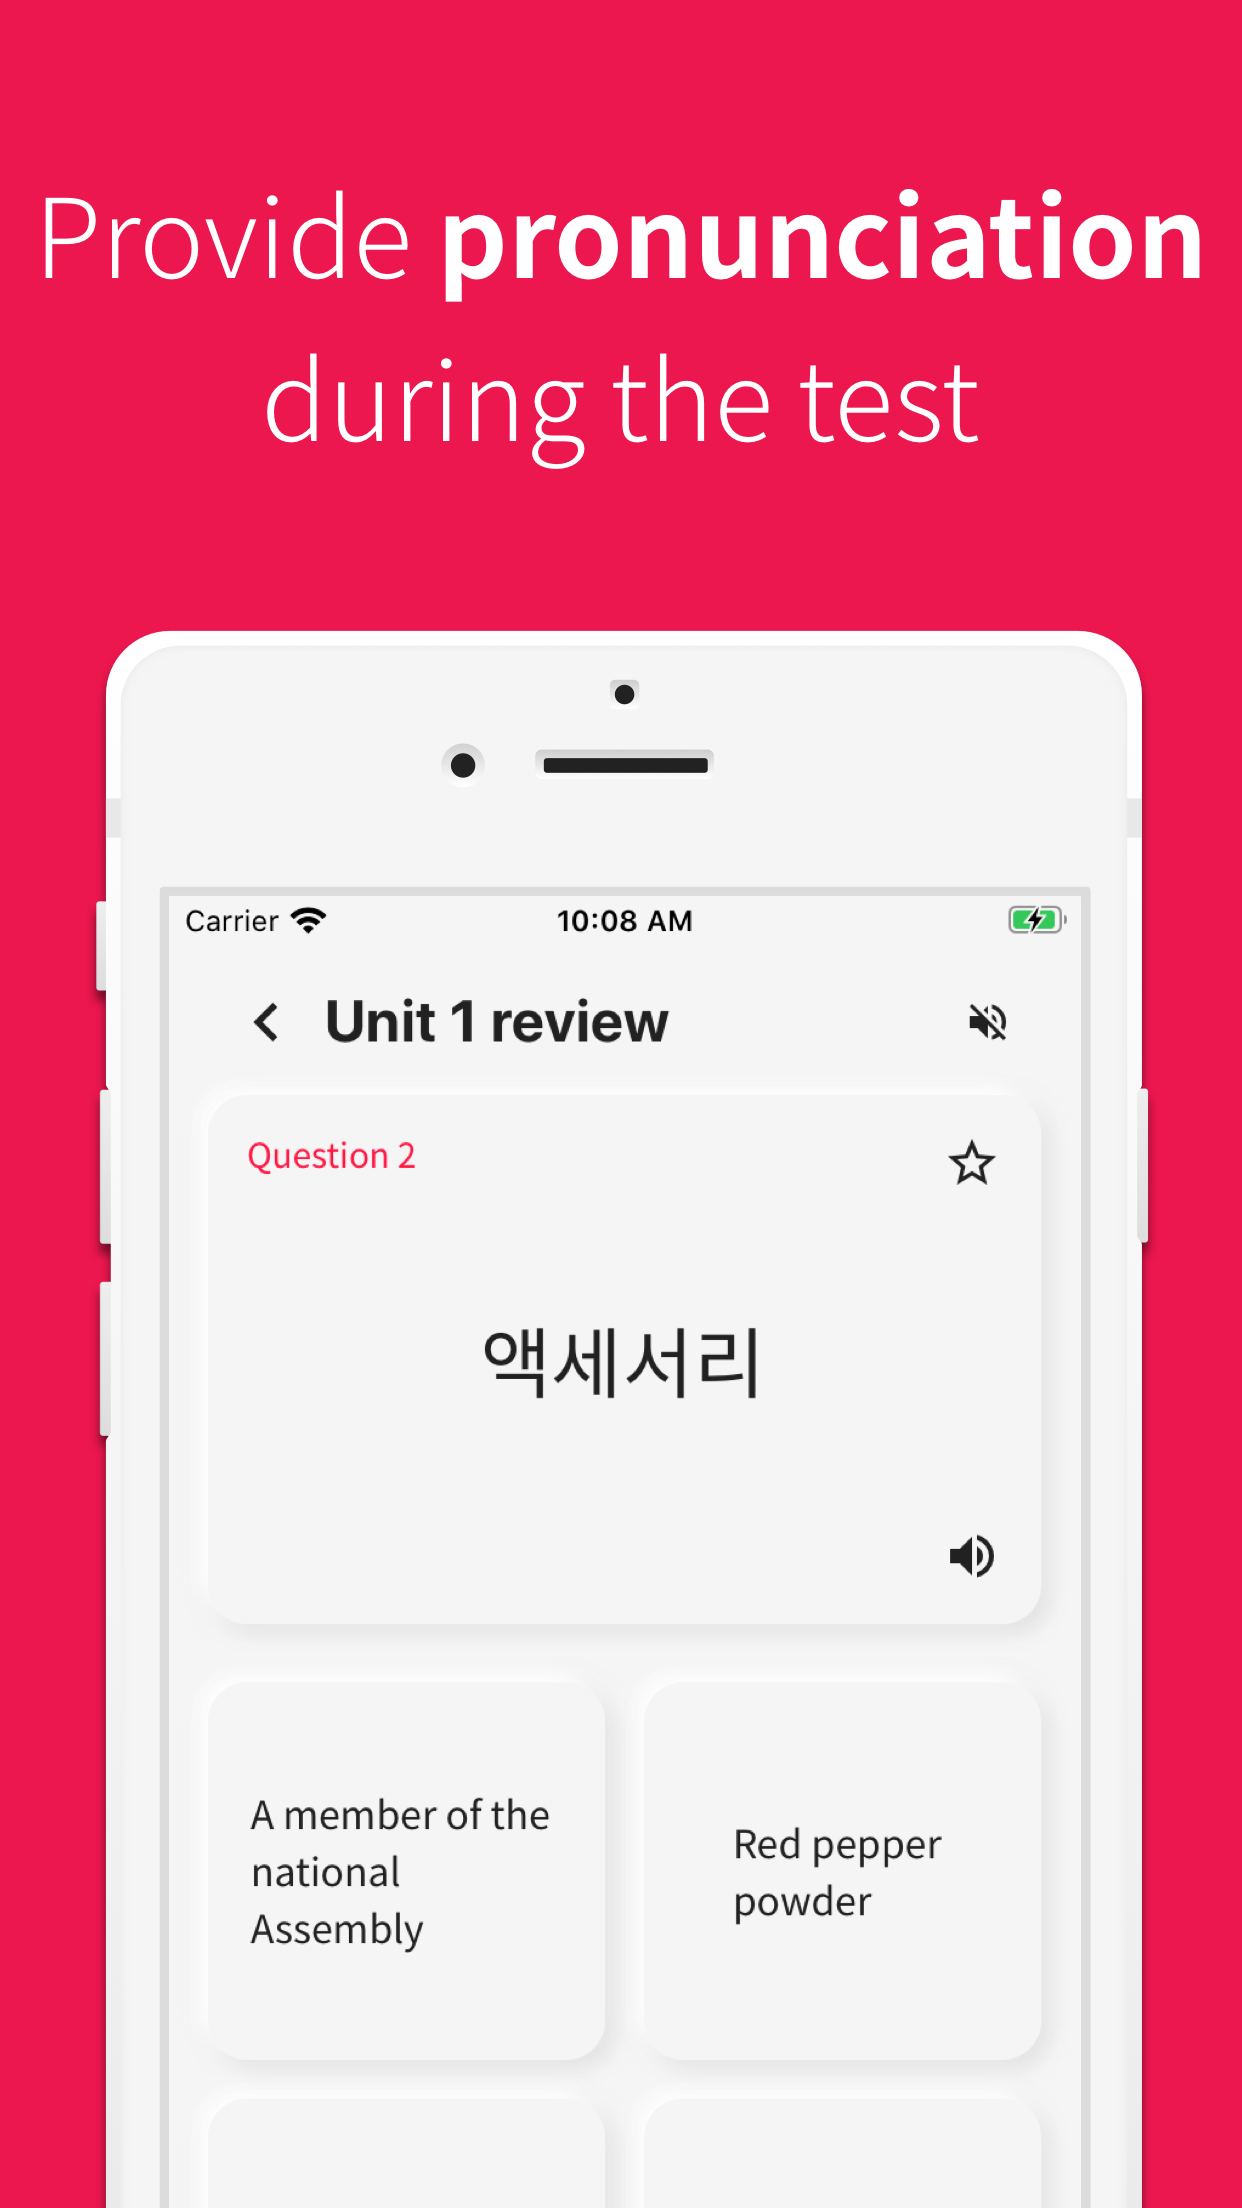 Provide pronunciation
during the test
Carrier
10:08 AM
Unit 1 review
Question 2
액세서리
A member of the
national
Assembly
Red pepper
powder